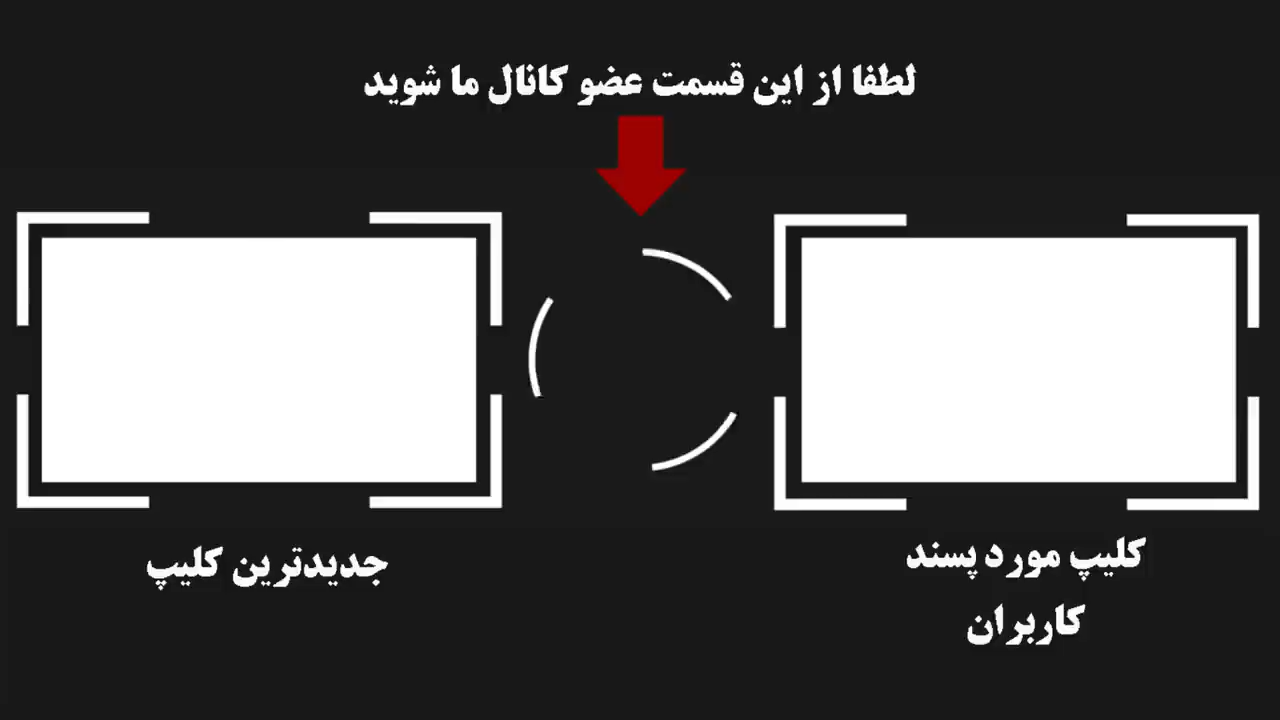 لطفا از این قسمت عضو کانال ما شوید
کلیپ مورد پسند
کاربران
جدیدترین کلیپ